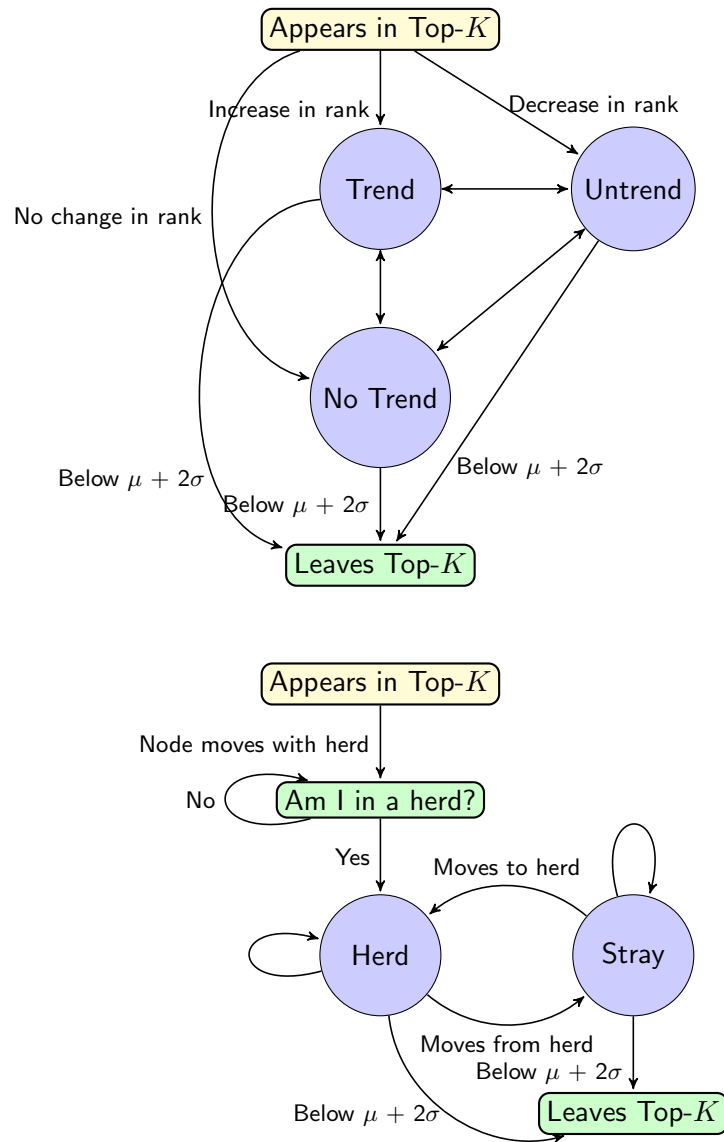 Appears in Top-K
Increase in rank
Decrease in rank
Trend
Untrend
No change in rank
No Trend
Below μ + 2σ
Below μ + 2σ
Below μ + 2σ
Leaves Top-K
Appears in Top-K
Node moves with herd
No
Am I in a herd?
Yes
Moves to herd
Herd
Stray
Moves from herd
Below μ + 2σ
Below μ + 2σ
Leaves Top-K